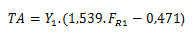 TA = Y₁.(1,539.F_R1 − 0,471)